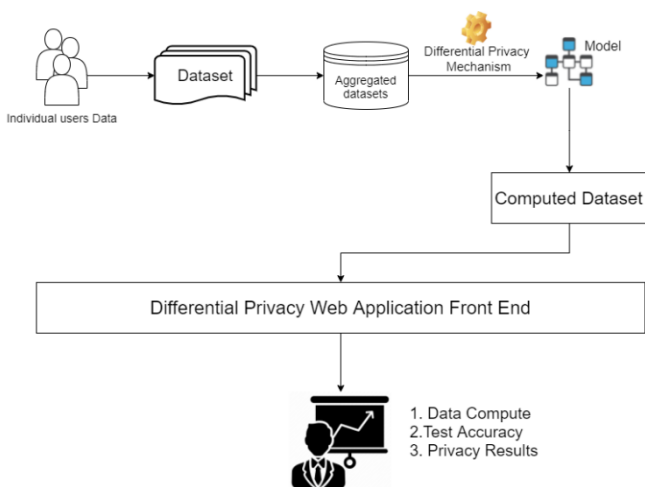 Individual users Data
Dataset
Aggregated
datasets
Differential Privacy
Mechanism
Model
Computed Dataset
Differential Privacy Web Application Front End
1. Data Compute
2.Test Accuracy
3. Privacy Results